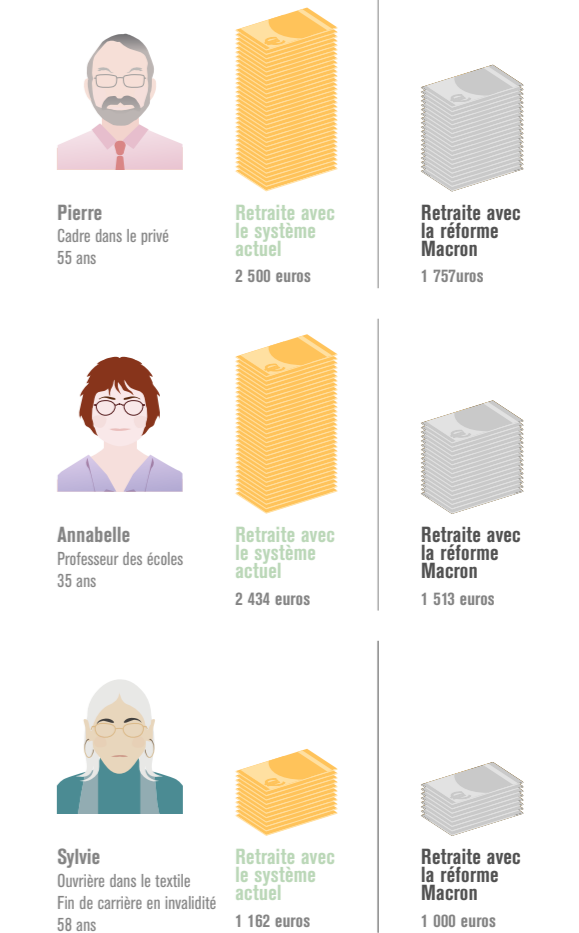 Pierre
Cadre dans le privé
55 ans
Retraite avec
le système
actuel
2 500 euros
Retraite avec
la réforme
Macron
1 757uros
Annabelle
Professeur des écoles
35 ans
Retraite avec
le système
actuel
2 434 euros
Retraite avec
la réforme
Macron
1 513 euros
Sylvie
Ouvrière dans le textile
Fin de carrière en invalidité
58 ans
Retraite avec
le système
actuel
1 162 euros
Retraite avec
la réforme
Macron
1 000 euros